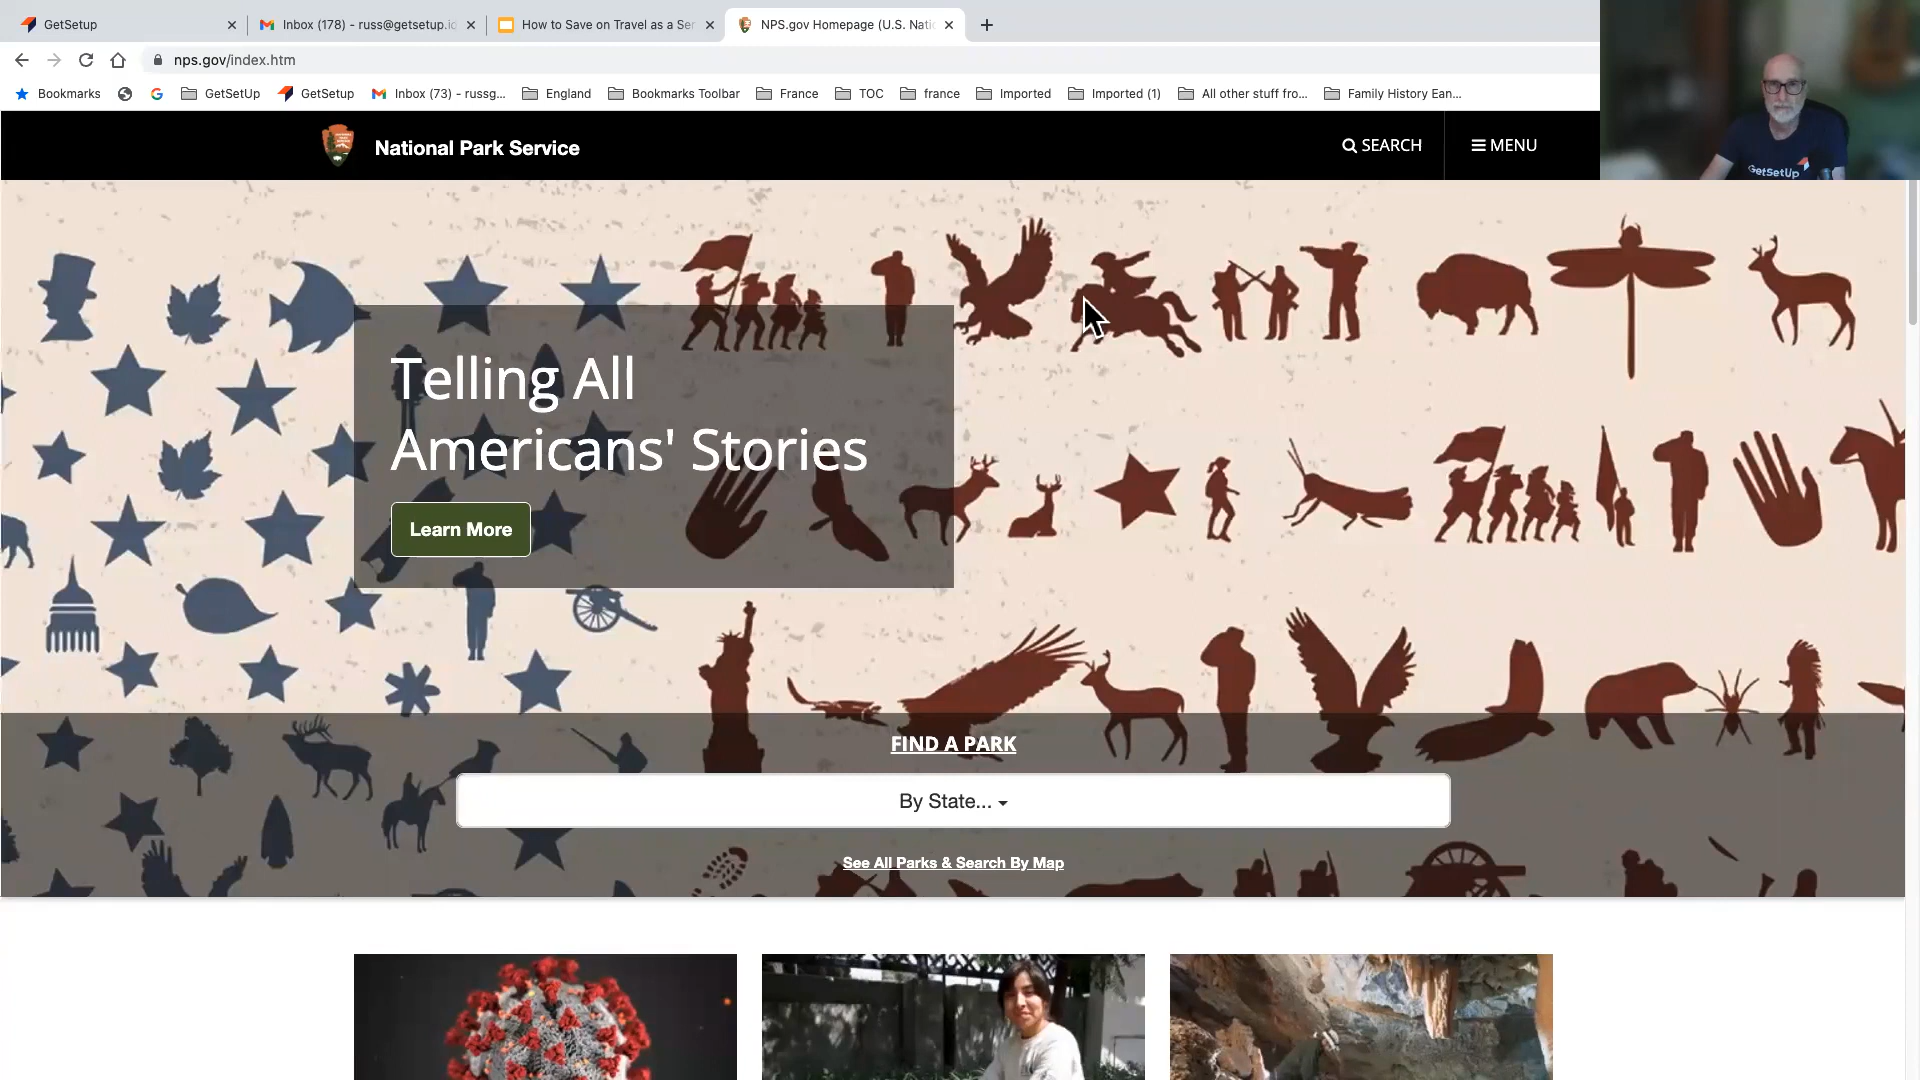 GetSetup
Inbox (178) - russ@getsetup.io
How to Save on Travel as a Sen
NPS.gov Homepage (U.S. Natio
nps.gov/index.htm
Bookmarks
GetSetUp
GetSetup
Inbox (73) - russg...
England
Bookmarks Toolbar
France
TOC
france
Imported
Imported (1)
All other stuff fro...
Family History Ean...
National Park Service
SEARCH
MENU
GetSetUp
Telling All
Americans' Stories
Learn More
FIND A PARK
By State...
See All Parks & Search By Map